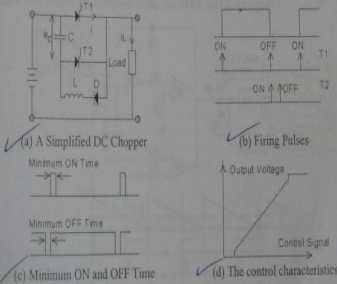 T1
ec
C
iL
T2
Load
L
D
(a) A Simplified DC Chopper
ON
OFF
ON
T1
T2
ON
OFF
(b) Firing Pulses
Minimum ON Time
Minimum OFF Time
(c) Minimum ON and OFF Time
Output Voltage
Control Signal
(d) The control characteristics